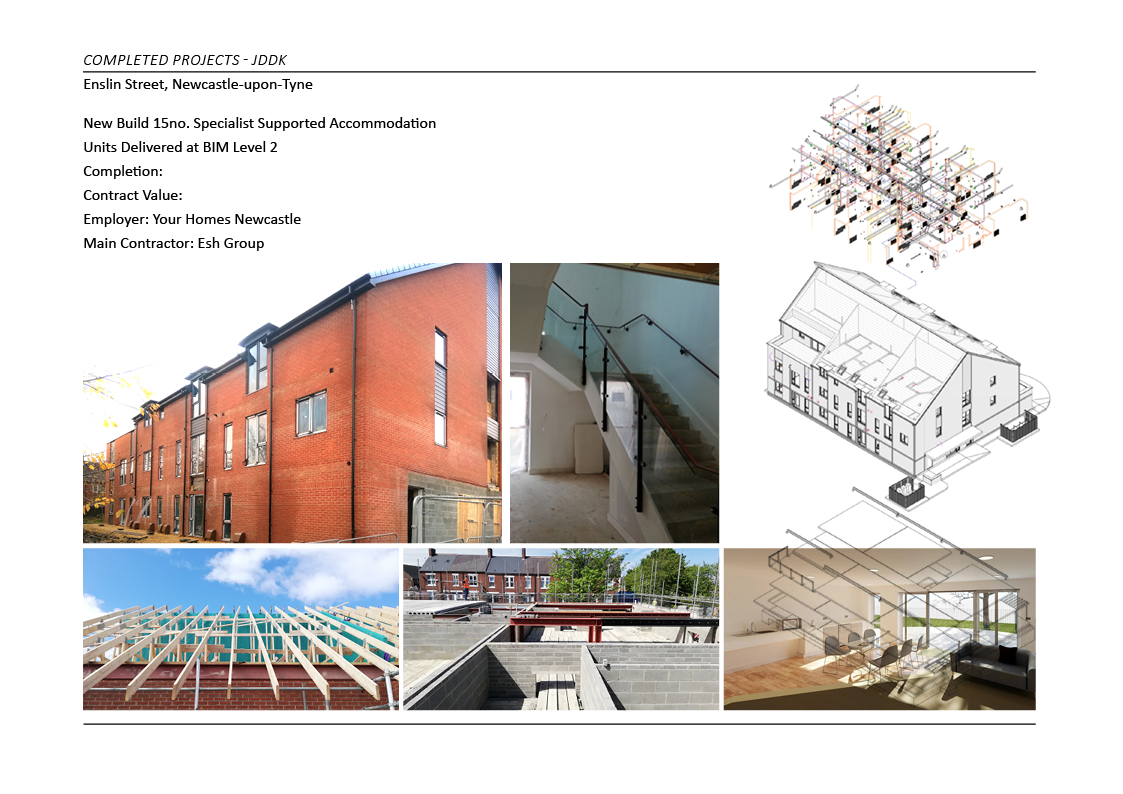 COMPLETED PROJECTS - JDDK
Enslin Street, Newcastle-upon-Tyne
New Build 15no. Specialist Supported Accommodation
Units Delivered at BIM Level 2
Completion:
Contract Value:
Employer: Your Homes Newcastle
Main Contractor: Esh Group